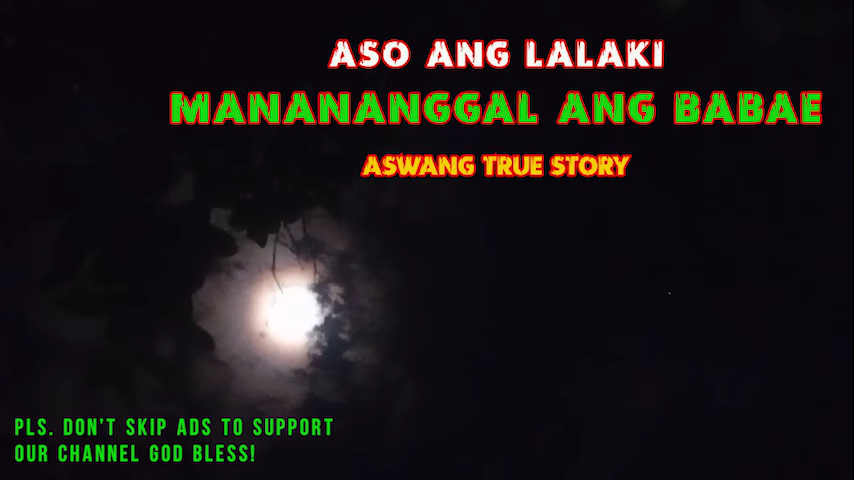 ASO ANG LALAKI
MANANANGGAL ANG BABAE
ASWANG TRUE STORY
PLS. DON'T SKIP ADS TO SUPPORT
OUR CHANNEL GOD BLESS!